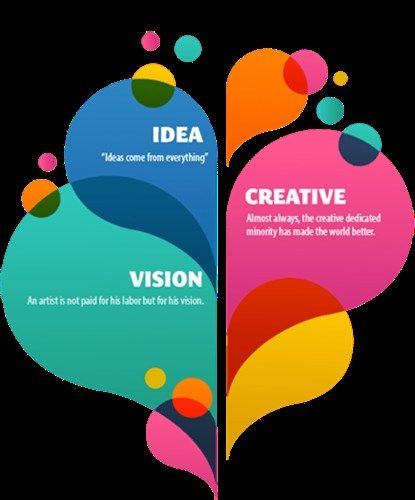 IDEA
"Ideas come from everything"
CREATIVE
Almost always, the creative dedicated
minority has made the world better.
VISION
An artist is not paid for his labor but for his vision.